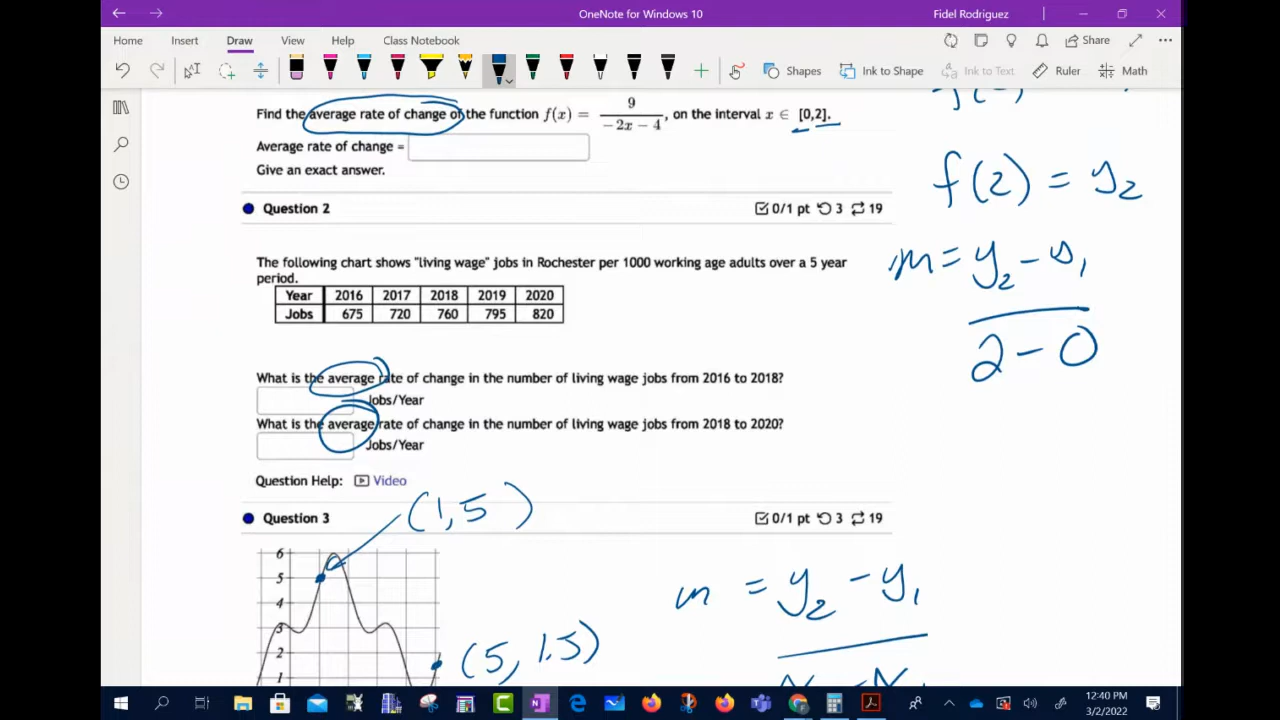 OneNote for Windows 10
Fidel Rodriguez
Home Insert Draw View Help Class Notebook
Share
Shapes Ink to Shape Ink to Text Ruler Math
Find the average rate of change of the function f(x) = 9 / −2x − 4, on the interval x ∈ [0,2].
Average rate of change =
Give an exact answer.
f(2) = y2
Question 2
0/1 pt 3 19
m = y2 − y1
2 − 0
The following chart shows "living wage" jobs in Rochester per 1000 working age adults over a 5 year
period.
Year 2016 2017 2018 2019 2020
Jobs 675 720 760 795 820
What is the average rate of change in the number of living wage jobs from 2016 to 2018?
Jobs/Year
What is the average rate of change in the number of living wage jobs from 2018 to 2020?
Jobs/Year
Question Help: Video
(1,5)
Question 3
0/1 pt 3 19
6
5
4
3
2
1
m = y2 − y1
(5, 1.5)
12:40 PM
3/2/2022